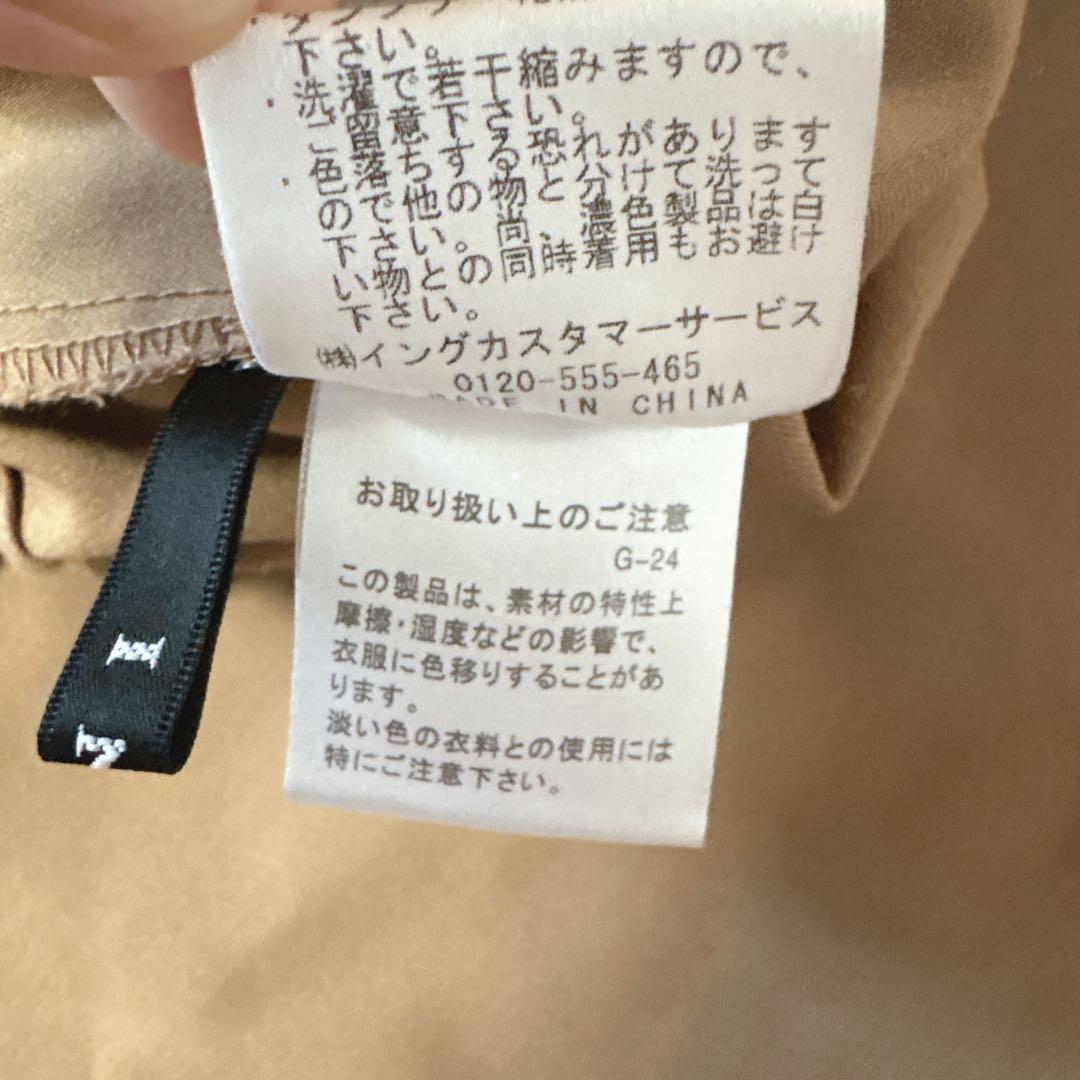 下さい。
洗濯で若干縮みますので、
ご留意下さい。
・色落ちする恐れがあります
ので他の物と分けて洗って
下さい。尚、濃色製品は白
い物との同時着用もお避け
下さい。
㈱イングカスタマーサービス
0120-555-465
MADE IN CHINA
お取り扱い上のご注意
G-24
この製品は、素材の特性上
摩擦・湿度などの影響で、
衣服に色移りすることがあ
ります。
淡い色の衣料との使用には
特にご注意下さい。